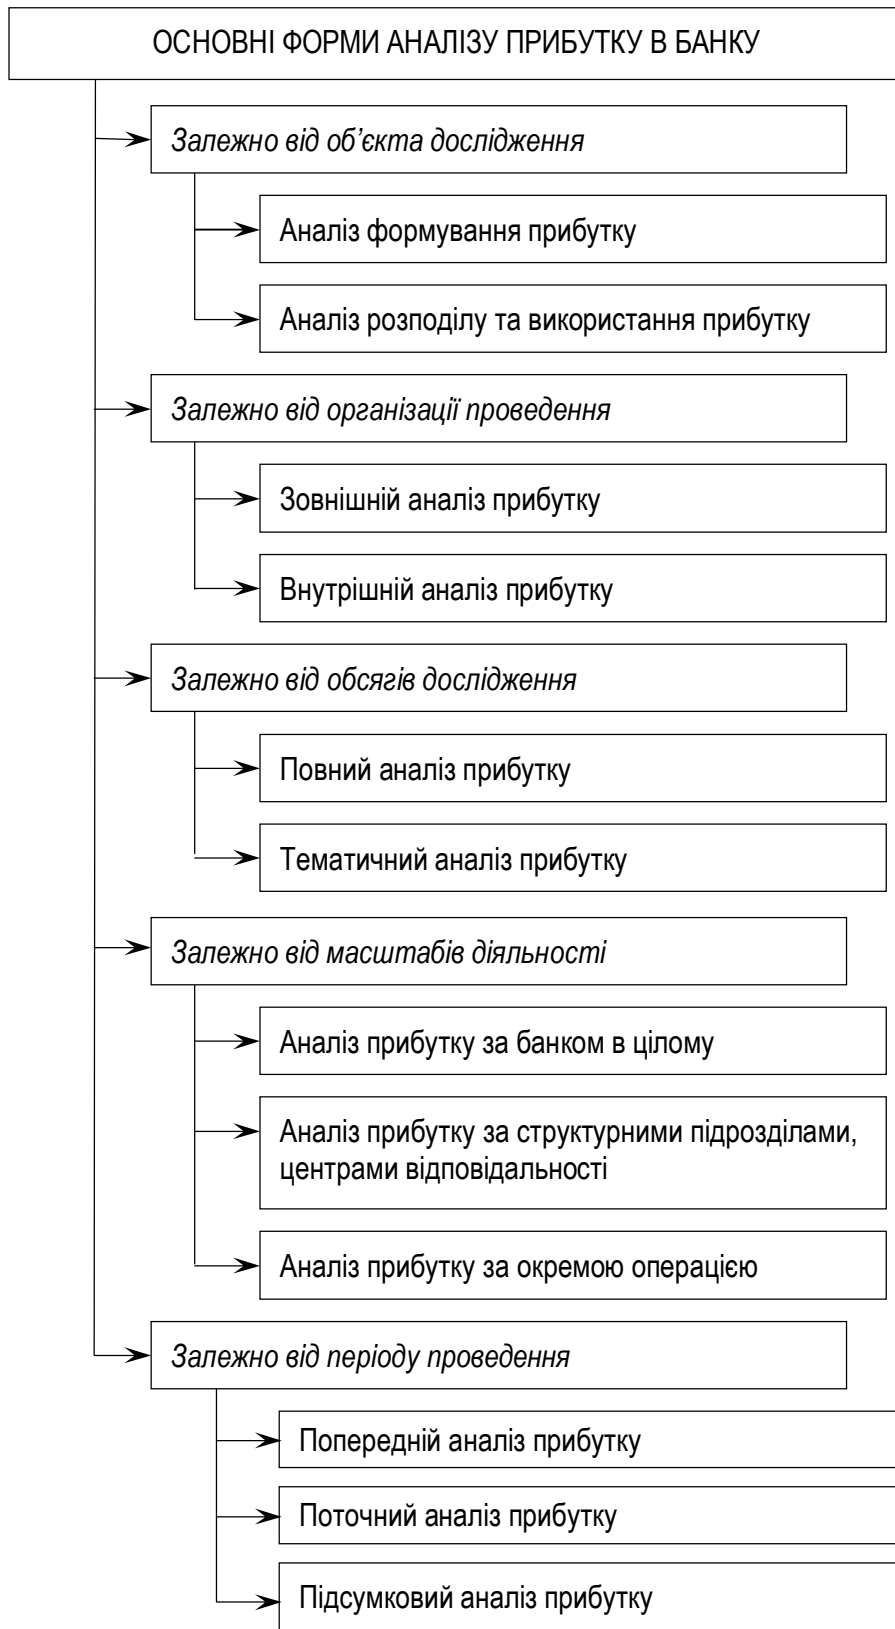 ОСНОВНІ ФОРМИ АНАЛІЗУ ПРИБУТКУ В БАНКУ
Залежно від об’єкта дослідження
Аналіз формування прибутку
Аналіз розподілу та використання прибутку
Залежно від організації проведення
Зовнішній аналіз прибутку
Внутрішній аналіз прибутку
Залежно від обсягів дослідження
Повний аналіз прибутку
Тематичний аналіз прибутку
Залежно від масштабів діяльності
Аналіз прибутку за банком в цілому
Аналіз прибутку за структурними підрозділами,
центрами відповідальності
Аналіз прибутку за окремою операцією
Залежно від періоду проведення
Попередній аналіз прибутку
Поточний аналіз прибутку
Підсумковий аналіз прибутку